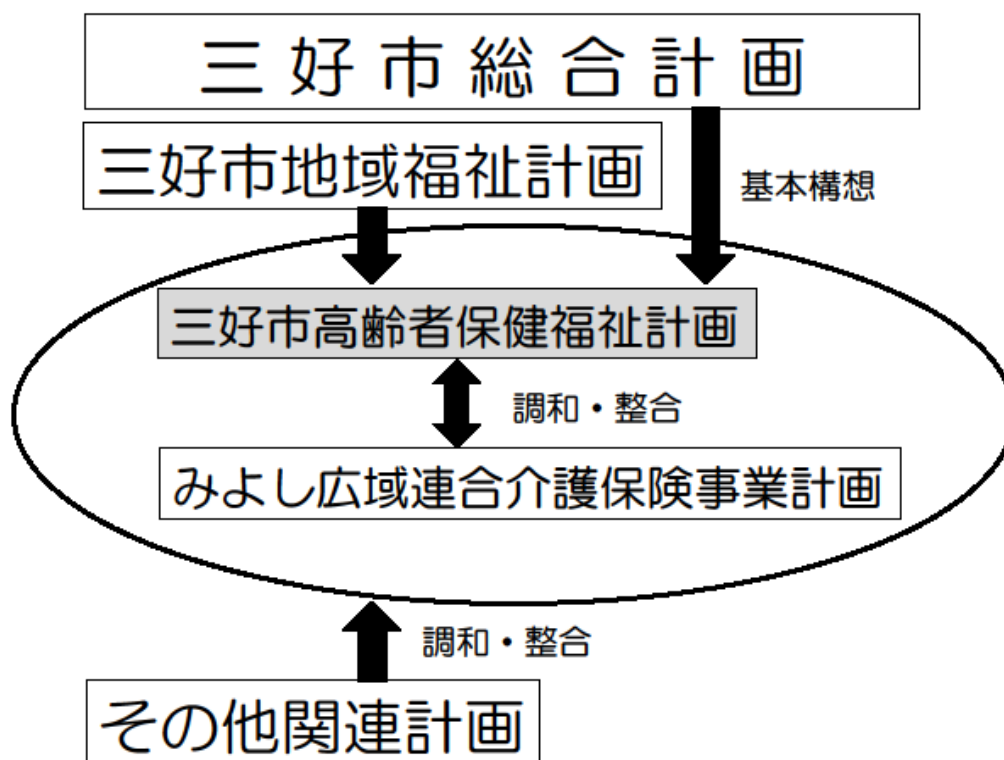 三好市総合計画
三好市地域福祉計画
基本構想
三好市高齢者保健福祉計画
調和・整合
みよし広域連合介護保険事業計画
調和・整合
その他関連計画